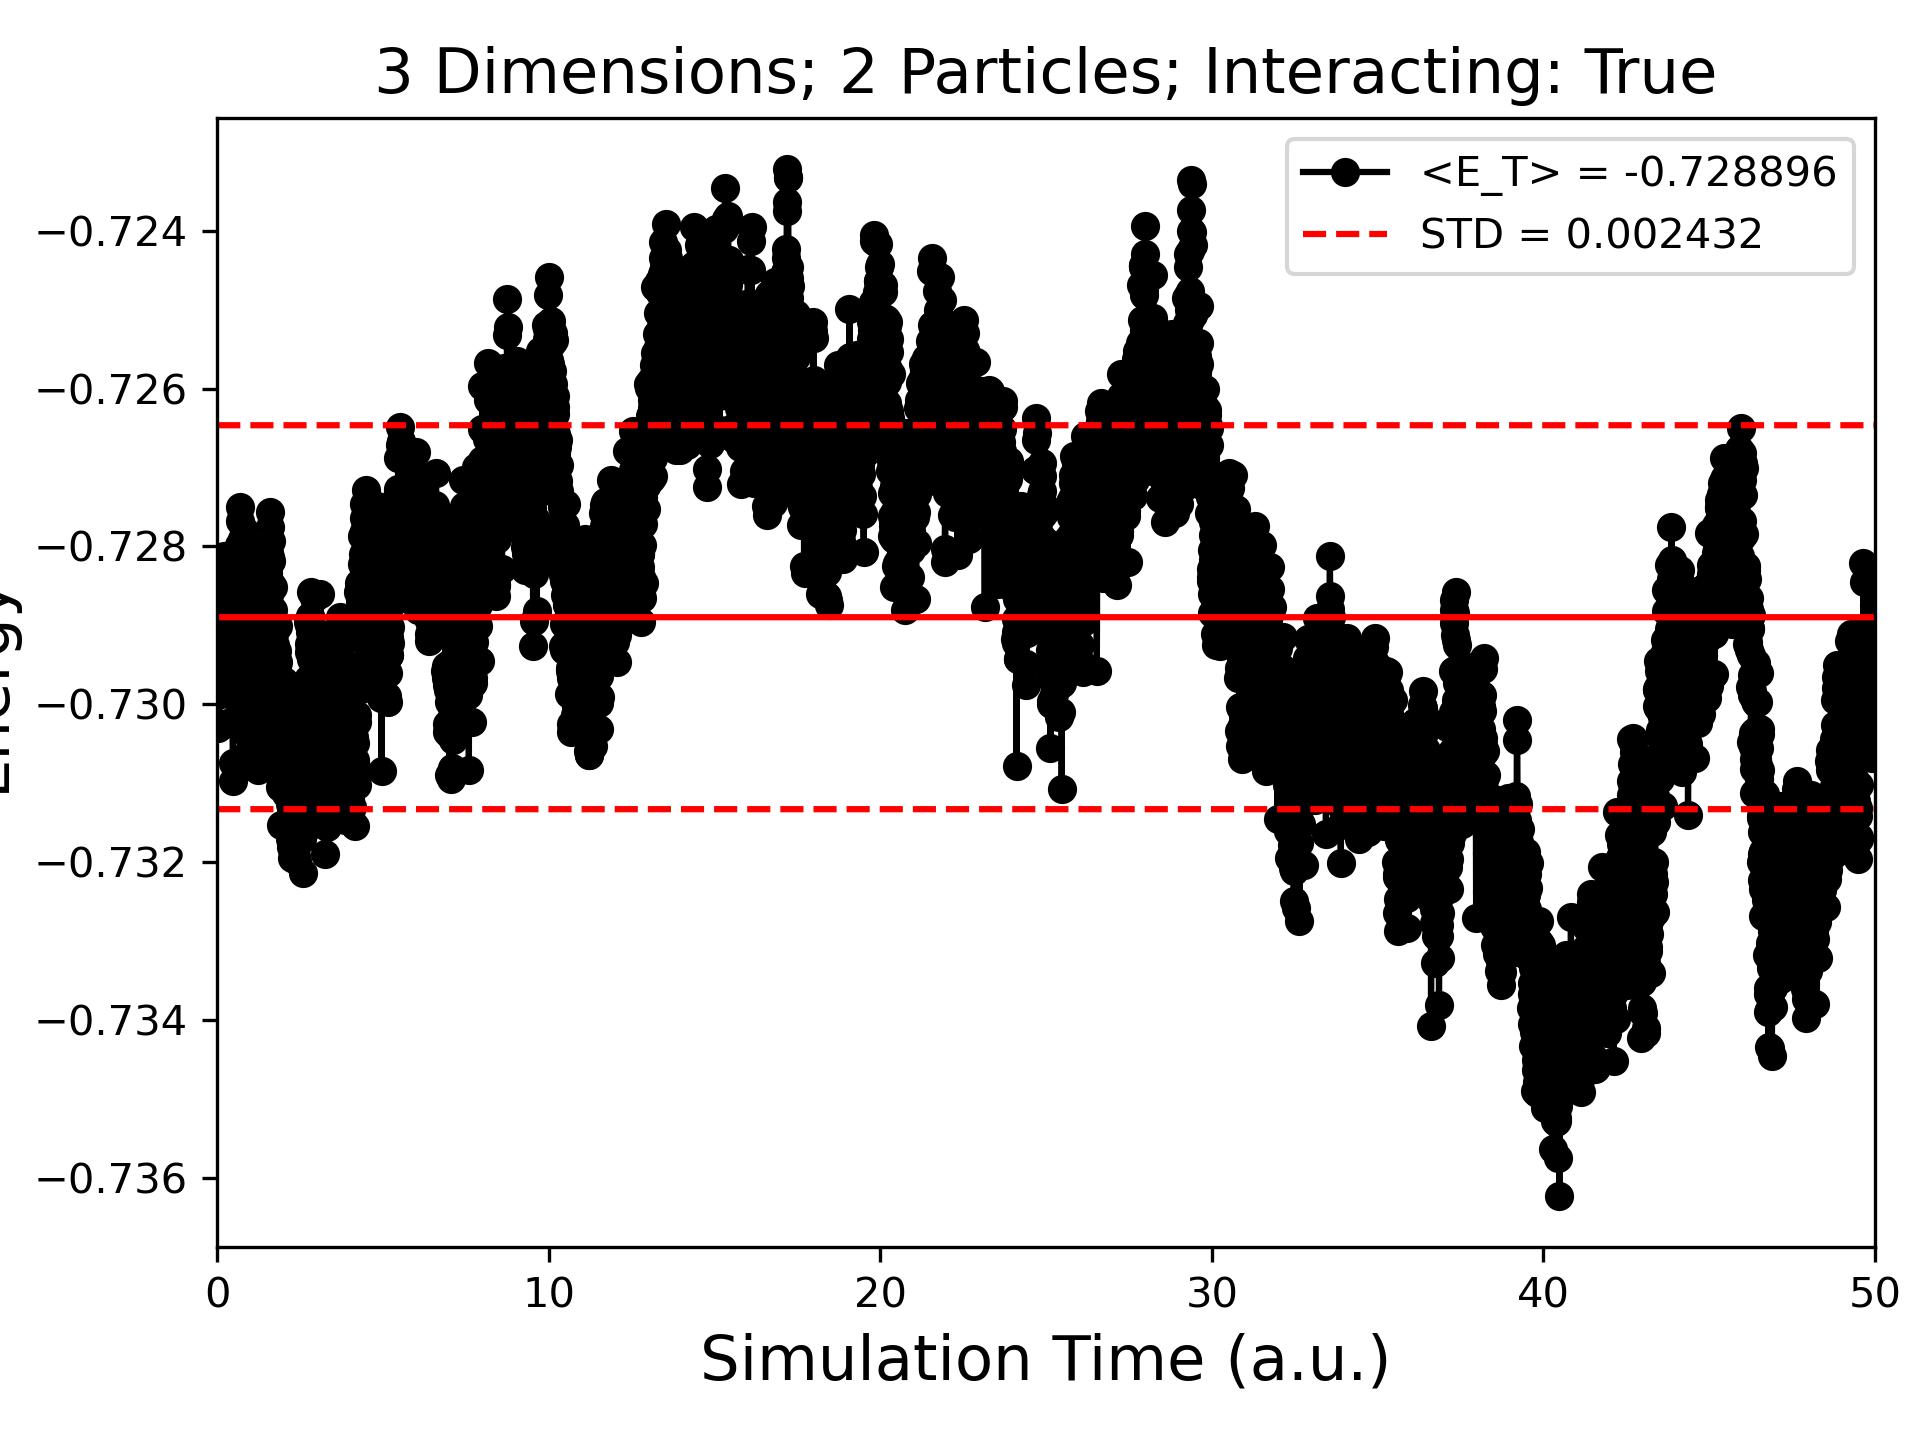 3 Dimensions; 2 Particles; Interacting: True
<E_T> = -0.728896
STD = 0.002432
Energy
−0.724
−0.726
−0.728
−0.730
−0.732
−0.734
−0.736
0 10 20 30 40 50
Simulation Time (a.u.)